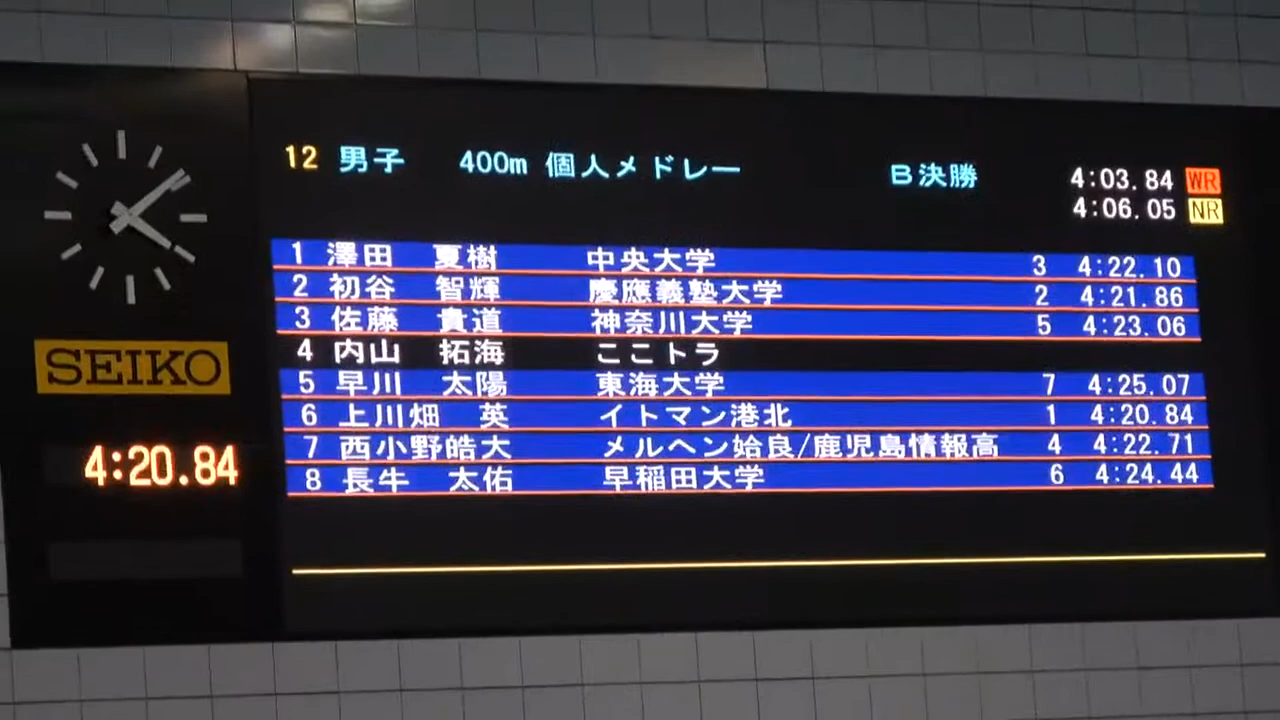 12 男子 400m 個人メドレー B決勝 4:03.84 WR
4:06.05 NR
1 澤田 夏樹 中央大学 3 4:22.10
2 初谷 智輝 慶應義塾大学 2 4:21.86
3 佐藤 貴道 神奈川大学 5 4:23.06
4 内山 拓海 ここトラ
5 早川 太陽 東海大学 7 4:25.07
6 上川畑 英 イトマン港北 1 4:20.84
7 西小野皓大 メルヘン姶良/鹿児島情報高 4 4:22.71
8 長牛 太佑 早稲田大学 6 4:24.44
SEIKO
4:20.84